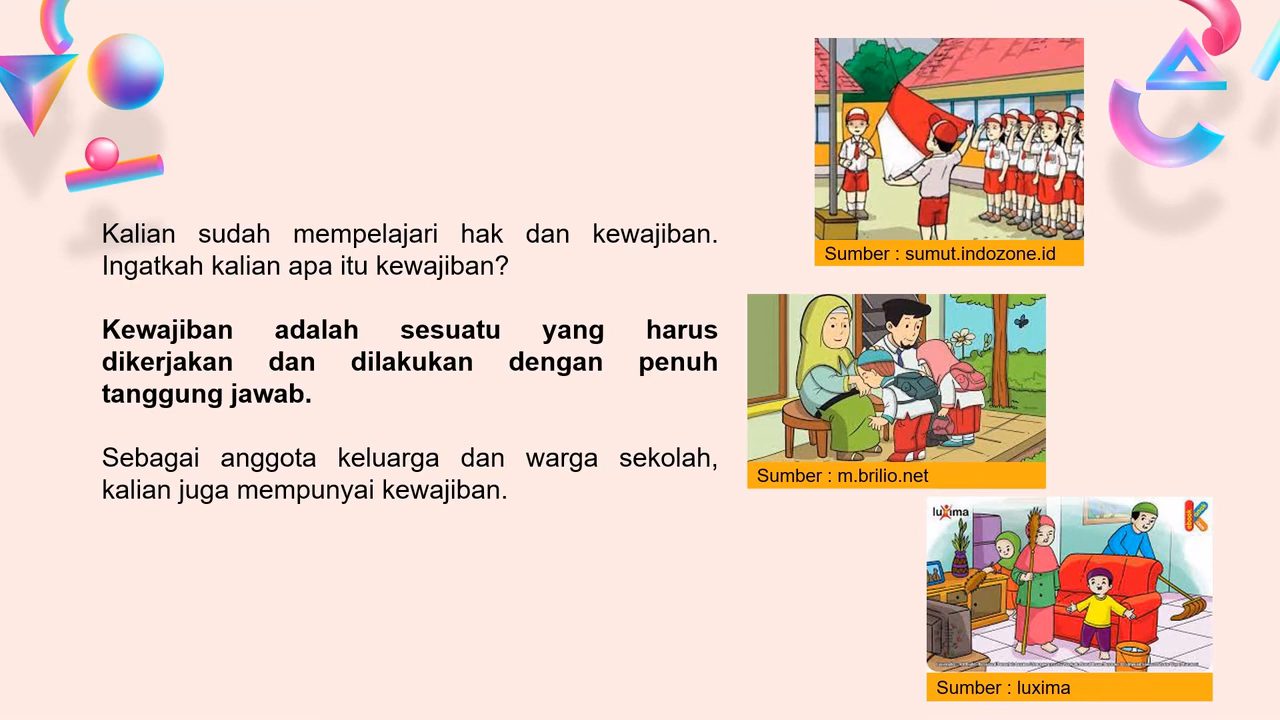 Kalian sudah mempelajari hak dan kewajiban.
Ingatkah kalian apa itu kewajiban?
Kewajiban adalah sesuatu yang harus
dikerjakan dan dilakukan dengan penuh
tanggung jawab.
Sebagai anggota keluarga dan warga sekolah,
kalian juga mempunyai kewajiban.
Sumber : sumut.indozone.id
Sumber : m.brilio.net
luxima
Sumber : luxima